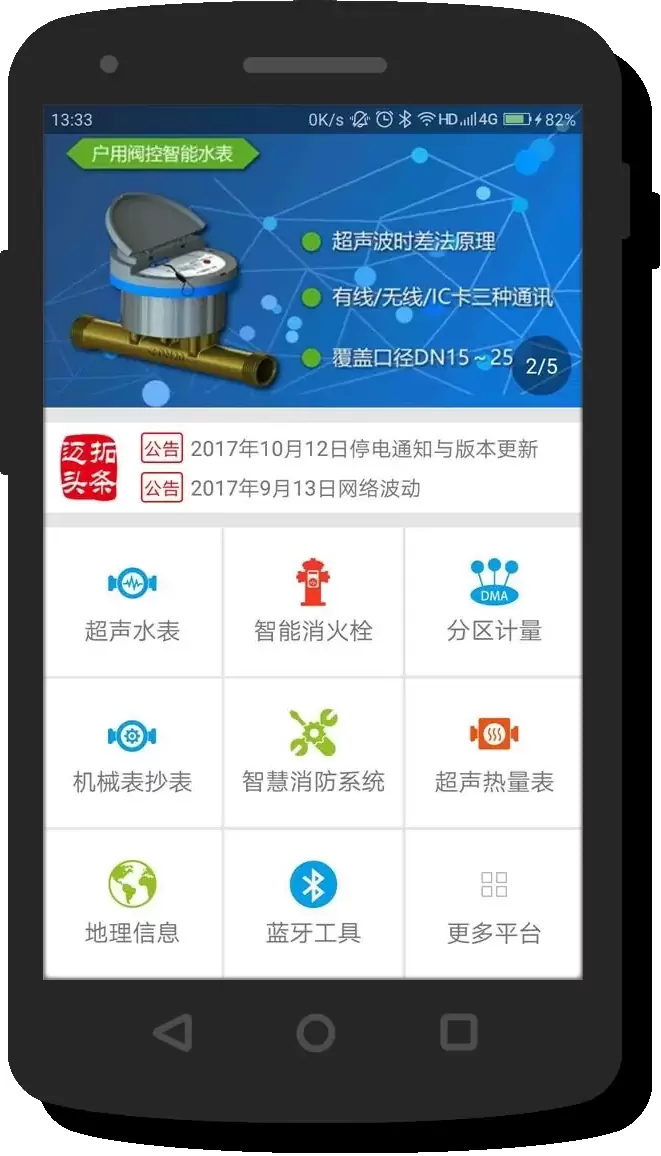 13:33 0K/s HD 4G 82%
户用阀控智能水表
超声波时差法原理
有线/无线/IC卡三种通讯
覆盖口径DN15~25
2/5
迈拓
头条
公告 2017年10月12日停电通知与版本更新
公告 2017年9月13日网络波动
DMA
超声水表 智能消火栓 分区计量
机械表抄表 智慧消防系统 超声热量表
地理信息 蓝牙工具 更多平台